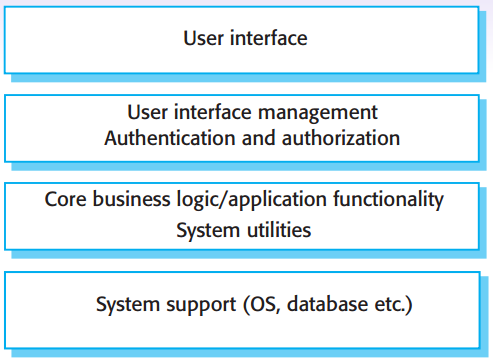 User interface
User interface management
Authentication and authorization
Core business logic/application functionality
System utilities
System support (OS, database etc.)